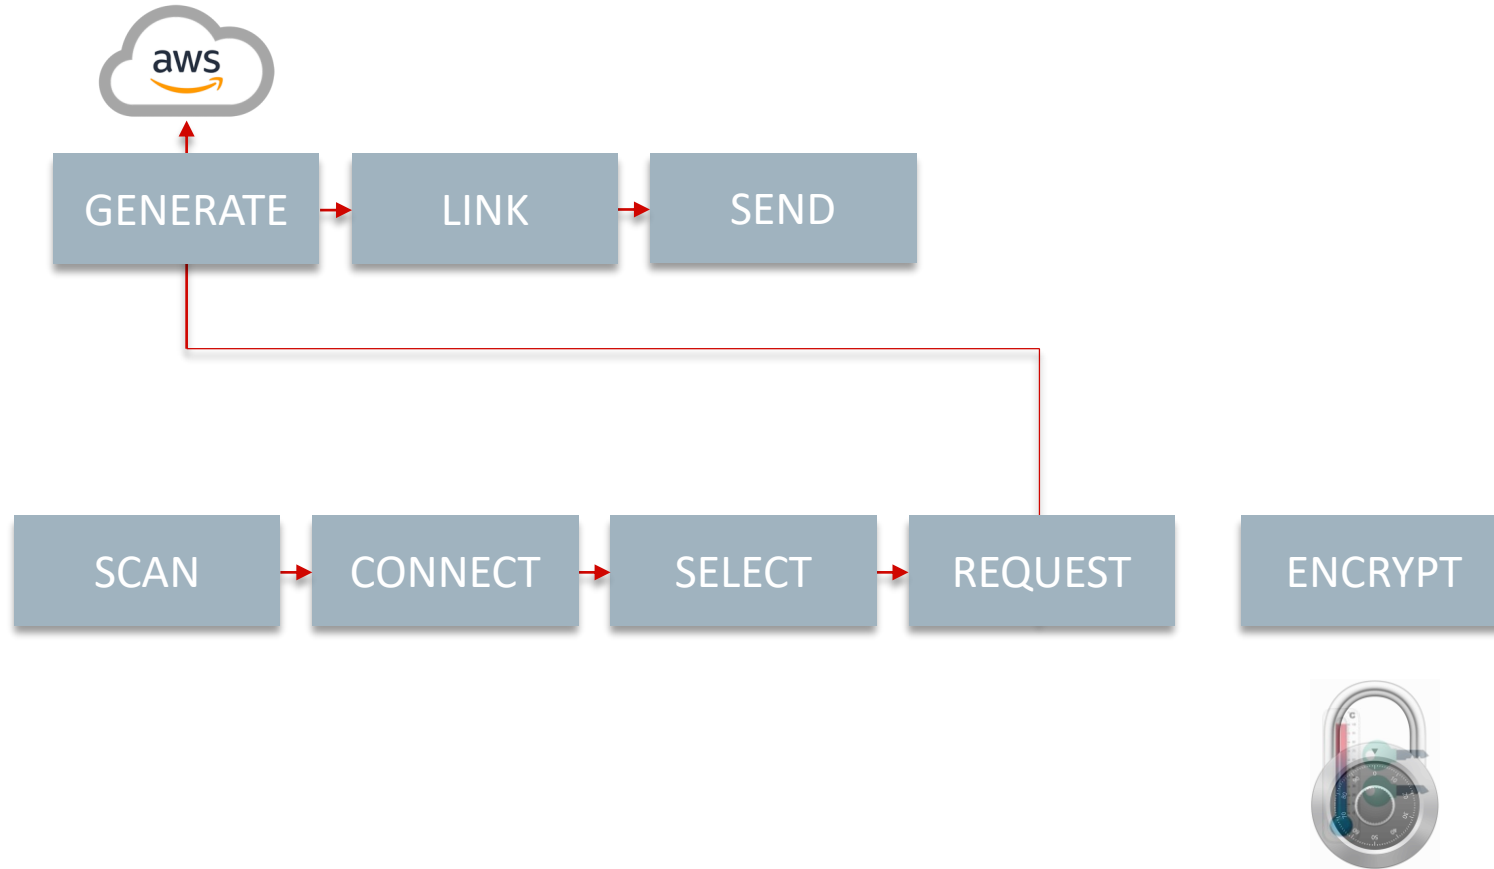 aws
GENERATE
LINK
SEND
SCAN
CONNECT
SELECT
REQUEST
ENCRYPT
C